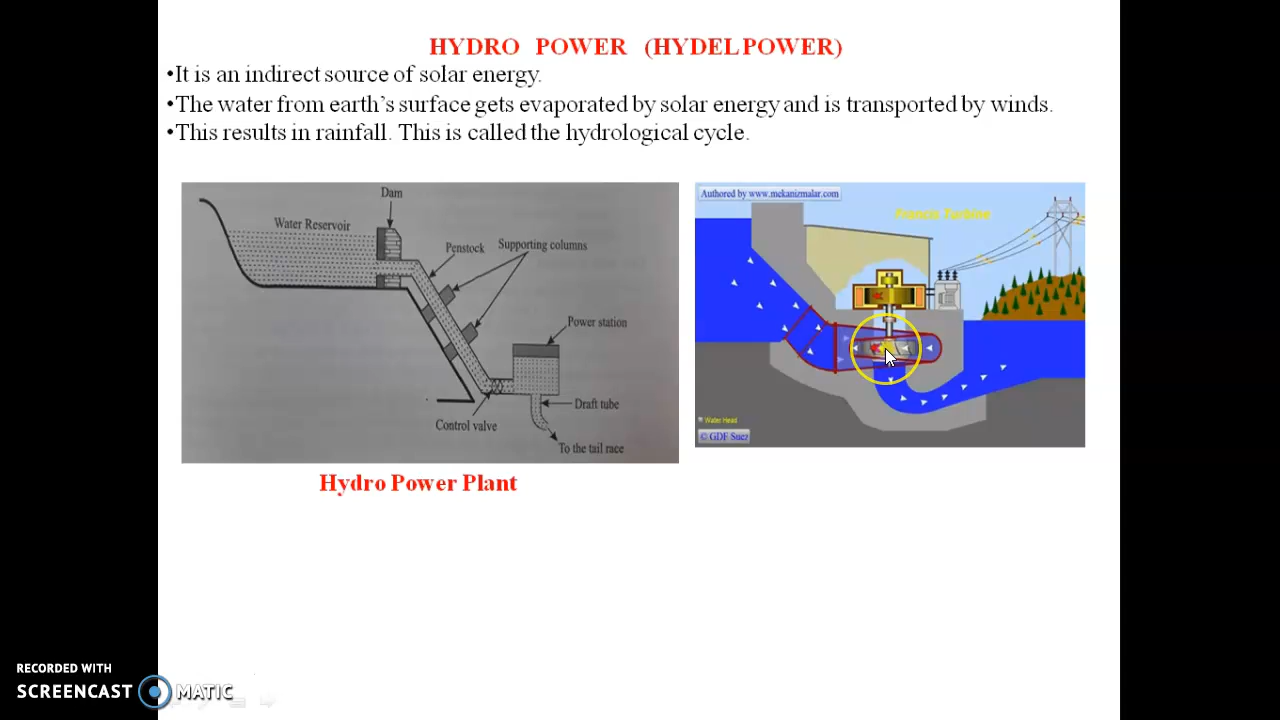 HYDRO POWER (HYDEL POWER)
•It is an indirect source of solar energy.
•The water from earth's surface gets evaporated by solar energy and is transported by winds.
•This results in rainfall. This is called the hydrological cycle.
Dam
Water Reservoir
Penstock
Supporting columns
Power station
Draft tube
Control valve
To the tail race
Authored by www.mekanizmalar.com
Francis Turbine
Water Head
© GDF Suez
Hydro Power Plant
RECORDED WITH
SCREENCAST MATIC